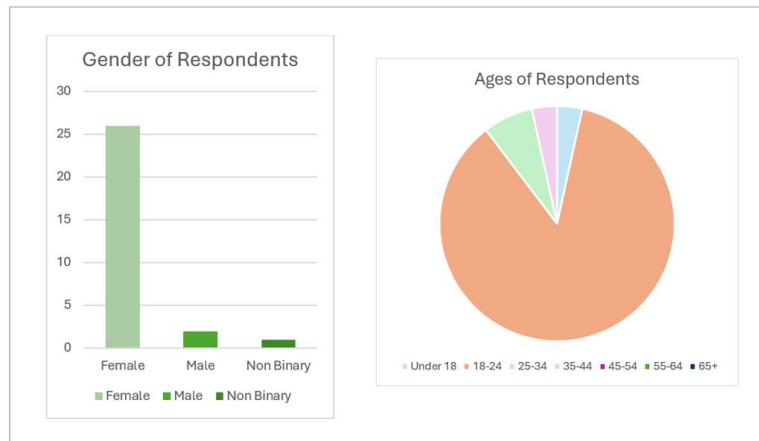 Gender of Respondents
30
25
20
15
10
5
0
Female Male Non Binary
Female Male Non Binary
Ages of Respondents
Under 18 18-24 25-34 35-44 45-54 55-64 65+